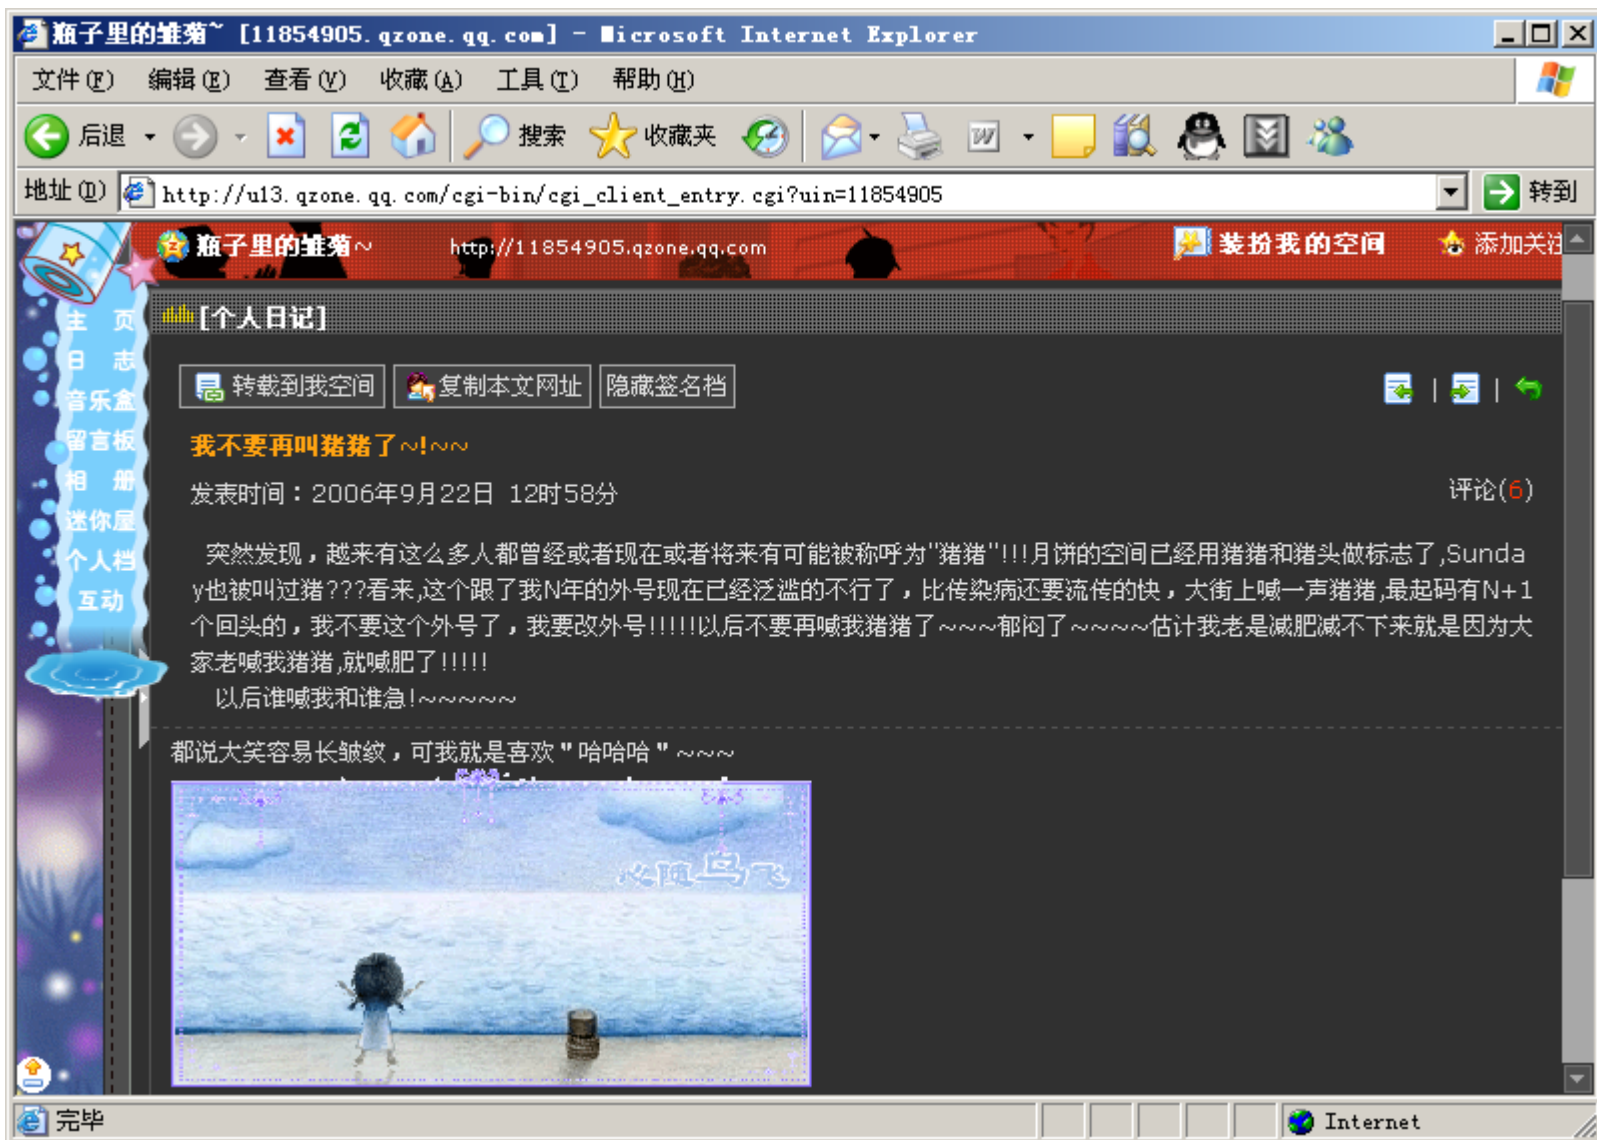 瓶子里的雏菊~ [11854905.qzone.qq.com] - Microsoft Internet Explorer
文件(F) 编辑(E) 查看(V) 收藏(A) 工具(T) 帮助(H)
后退 搜索 收藏夹
地址(D) http://u13.qzone.qq.com/cgi-bin/cgi_client_entry.cgi?uin=11854905 转到
瓶子里的雏菊~ http://11854905.qzone.qq.com 装扮我的空间 添加关注
主 页
日 志
音乐盒
留言板
相 册
迷你屋
个人档
互动
[个人日记]
转载到我空间 复制本文网址 隐藏签名档 | |
我不要再叫猪猪了~!~~
发表时间：2006年9月22日 12时58分 评论(6)
突然发现，越来有这么多人都曾经或者现在或者将来有可能被称呼为"猪猪"!!!月饼的空间已经用猪猪和猪头做标志了,Sunda
y也被叫过猪???看来,这个跟了我N年的外号现在已经泛滥的不行了，比传染病还要流传的快，大街上喊一声猪猪,最起码有N+1
个回头的，我不要这个外号了，我要改外号!!!!!以后不要再喊我猪猪了~~~郁闷了~~~~估计我老是减肥减不下来就是因为大
家老喊我猪猪,就喊肥了!!!!!
以后谁喊我和谁急!~~~~~
都说大笑容易长皱纹，可我就是喜欢"哈哈哈"~~~
心随鸟飞
完毕 Internet